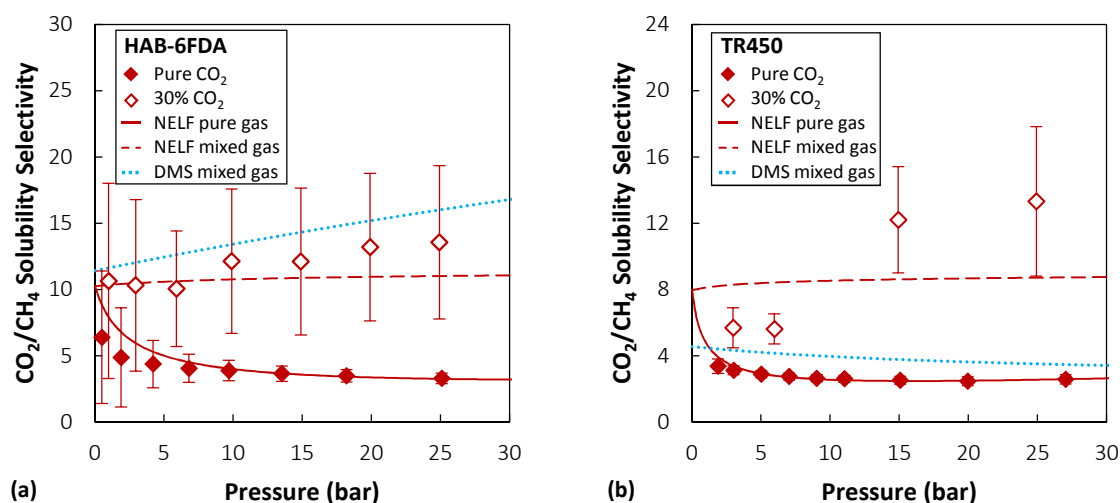 HAB-6FDA
Pure CO₂
30% CO₂
NELF pure gas
NELF mixed gas
DMS mixed gas
CO₂/CH₄ Solubility Selectivity
30
25
20
15
10
5
0
0 5 10 15 20 25 30
Pressure (bar)
(a)
TR450
Pure CO₂
30% CO₂
NELF pure gas
NELF mixed gas
DMS mixed gas
CO₂/CH₄ Solubility Selectivity
24
20
16
12
8
4
0
0 5 10 15 20 25 30
Pressure (bar)
(b)